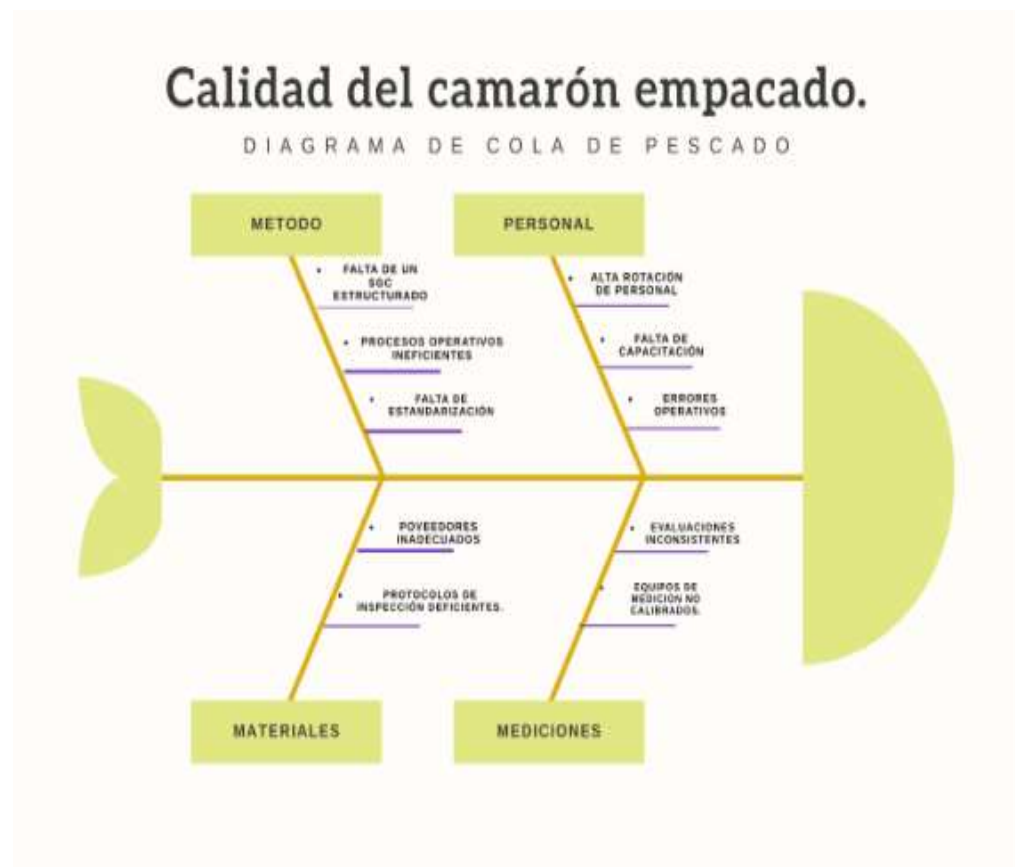 Calidad del camarón empacado.
DIAGRAMA DE COLA DE PESCADO
METODO
PERSONAL
• FALTA DE UN
SGC
ESTRUCTURADO
• PROCESOS OPERATIVOS
INEFICIENTES
• FALTA DE
ESTANDARIZACIÓN
• ALTA ROTACIÓN
DE PERSONAL
• FALTA DE
CAPACITACIÓN
• ERRORES
OPERATIVOS
• POVEEDORES
INADECUADOS
• PROTOCOLOS DE
INSPECCIÓN DEFICIENTES.
• EVALUACIONES
INCONSISTENTES
• EQUIPOS DE
MEDICIÓN NO
CALIBRADOS.
MATERIALES
MEDICIONES